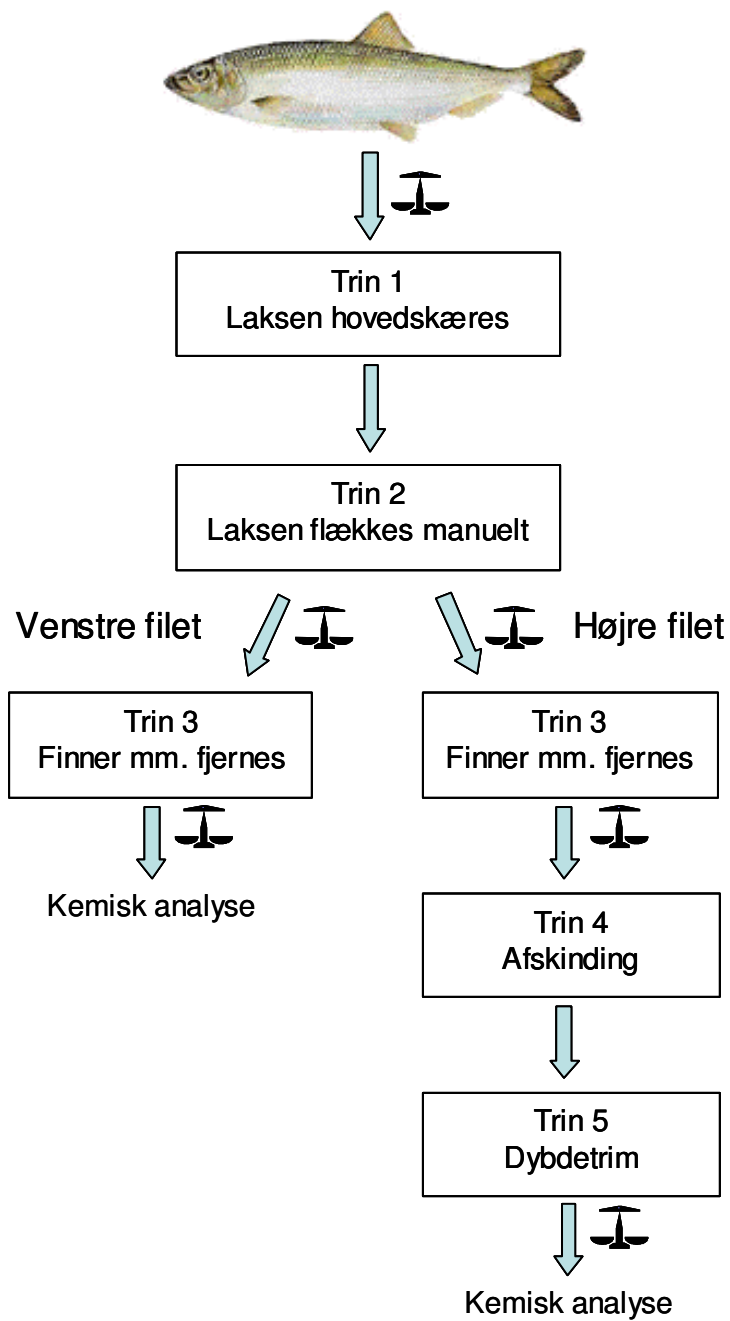 Trin 1
Laksen hovedskæres
Trin 2
Laksen flækkes manuelt
Venstre filet
Højre filet
Trin 3
Finner mm. fjernes
Trin 3
Finner mm. fjernes
Kemisk analyse
Trin 4
Afskinding
Trin 5
Dybdetrim
Kemisk analyse